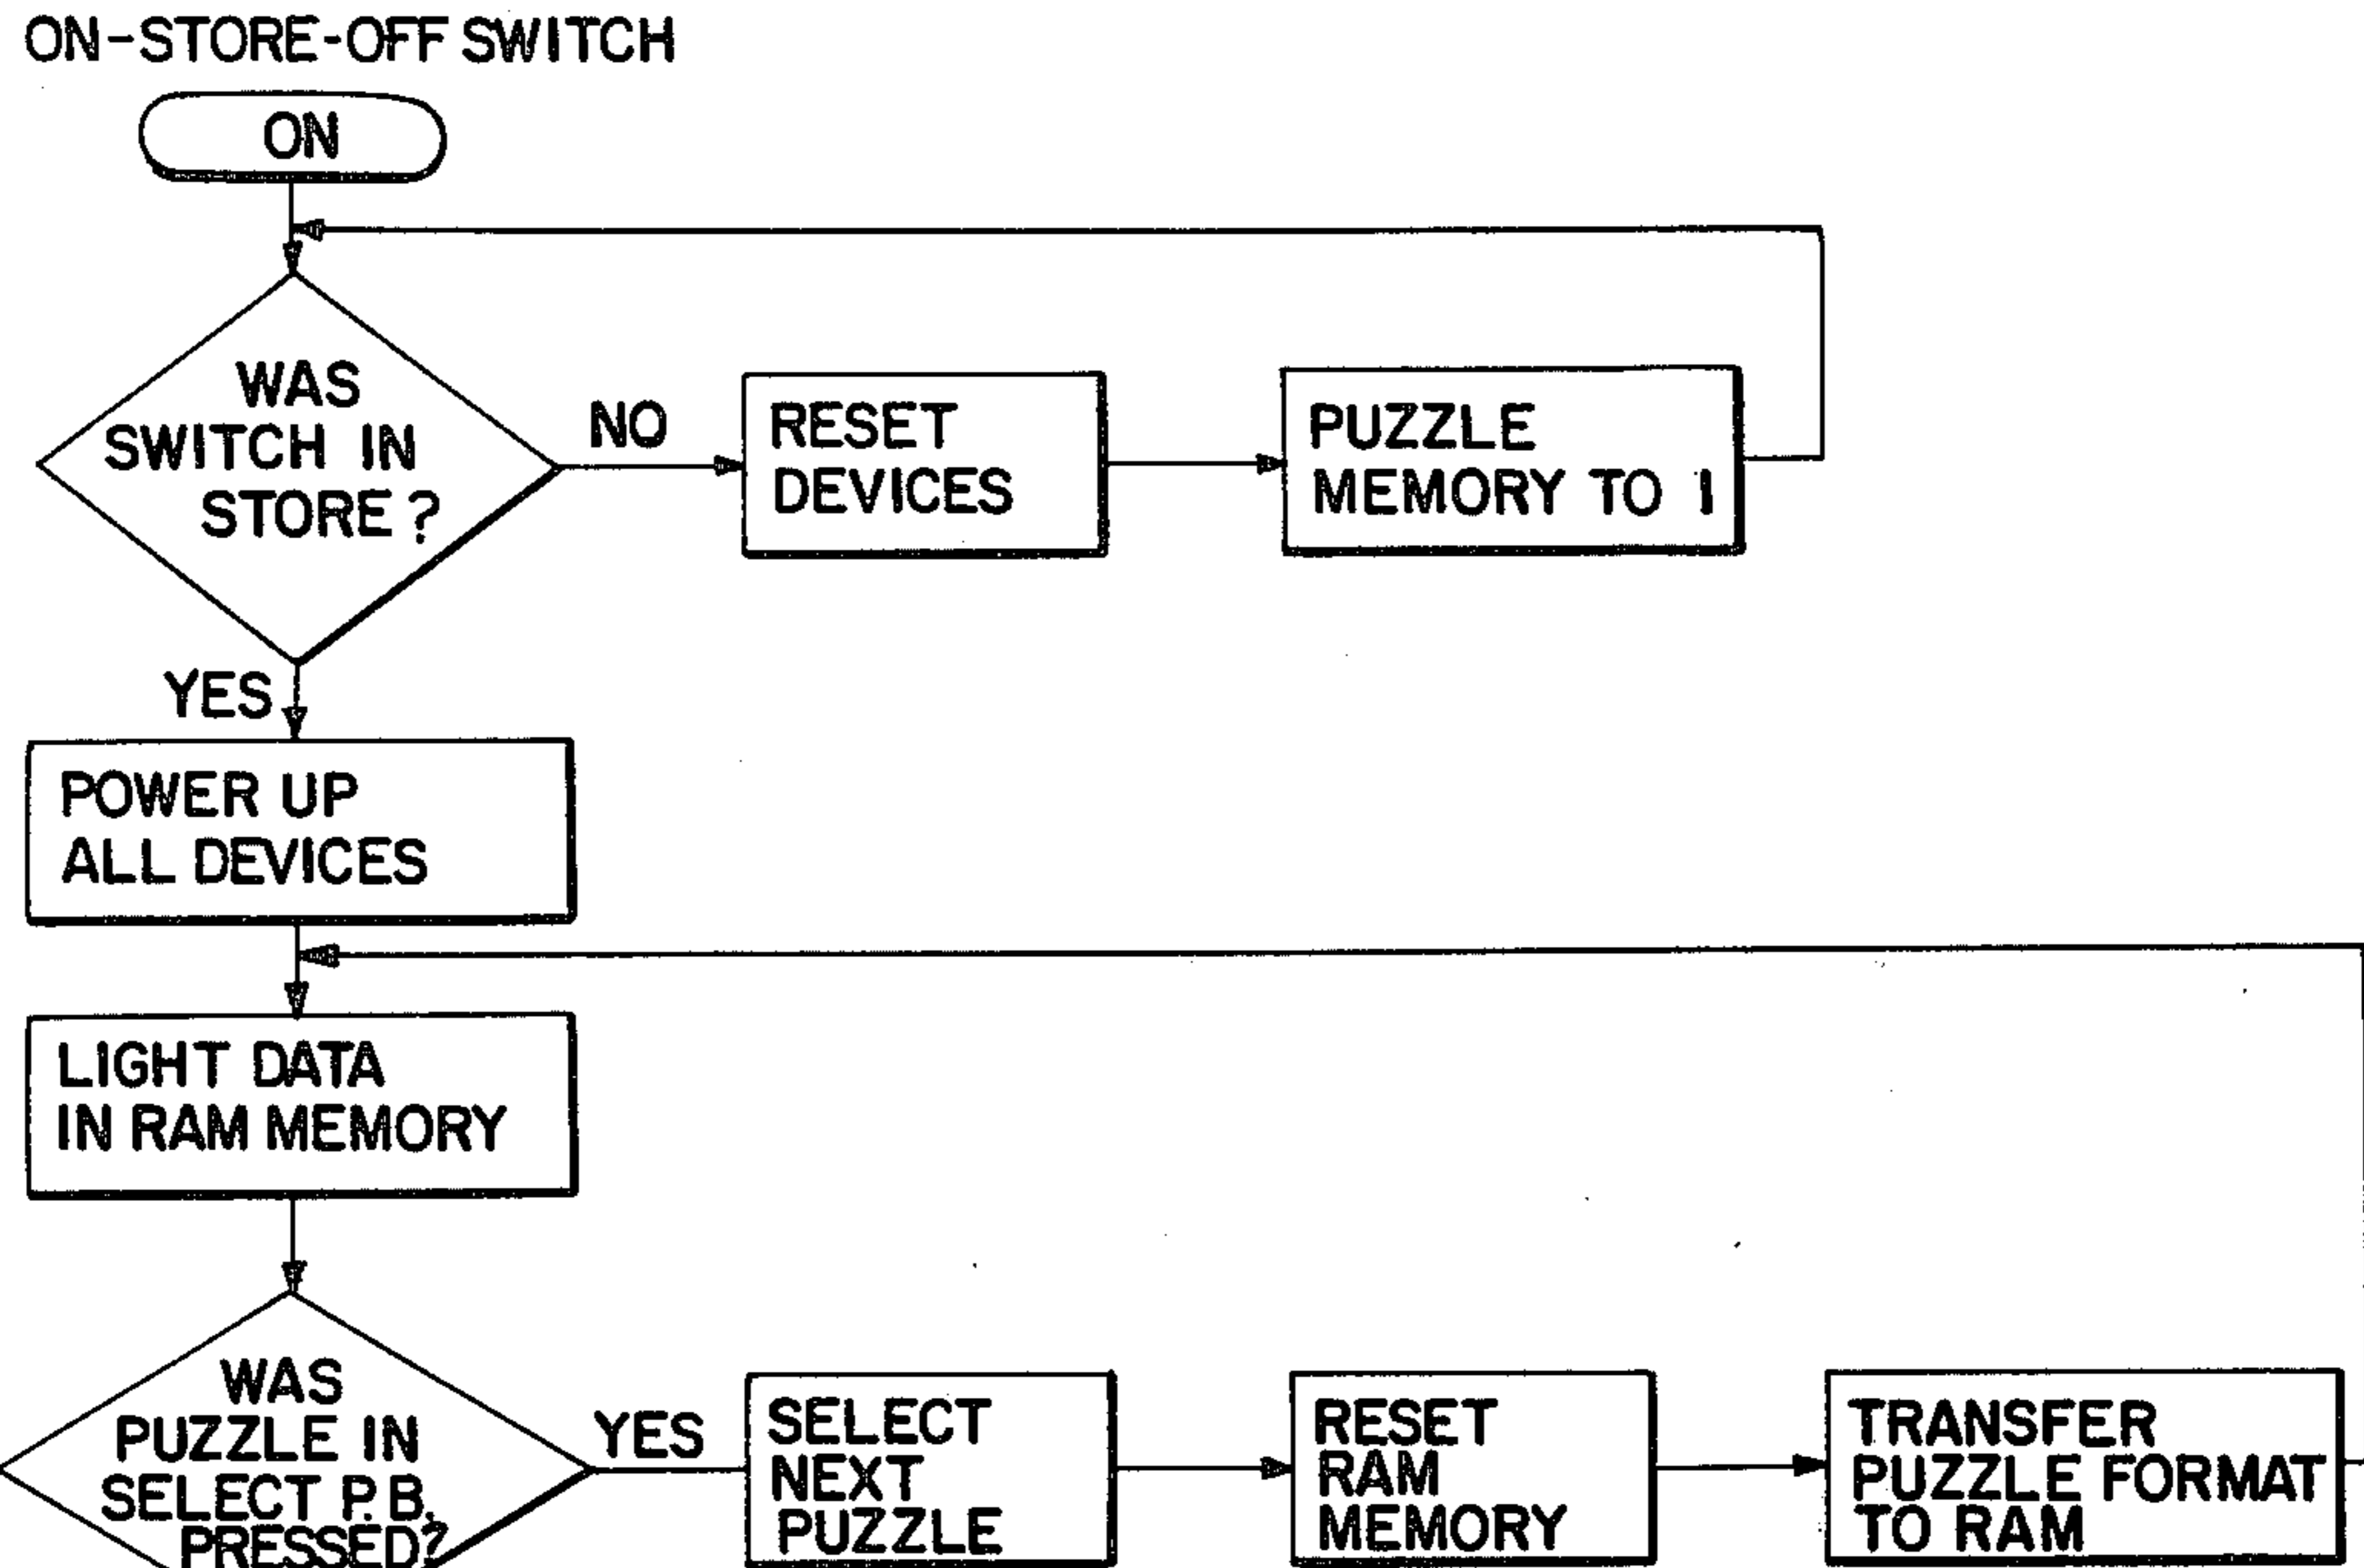 ON-STORE-OFF SWITCH
ON
WAS
SWITCH IN
STORE?
NO
RESET
DEVICES
PUZZLE
MEMORY TO 1
YES
POWER UP
ALL DEVICES
LIGHT DATA
IN RAM MEMORY
WAS
PUZZLE IN
SELECT P.B.
PRESSED?
YES
SELECT
NEXT
PUZZLE
RESET
RAM
MEMORY
TRANSFER
PUZZLE FORMAT
TO RAM